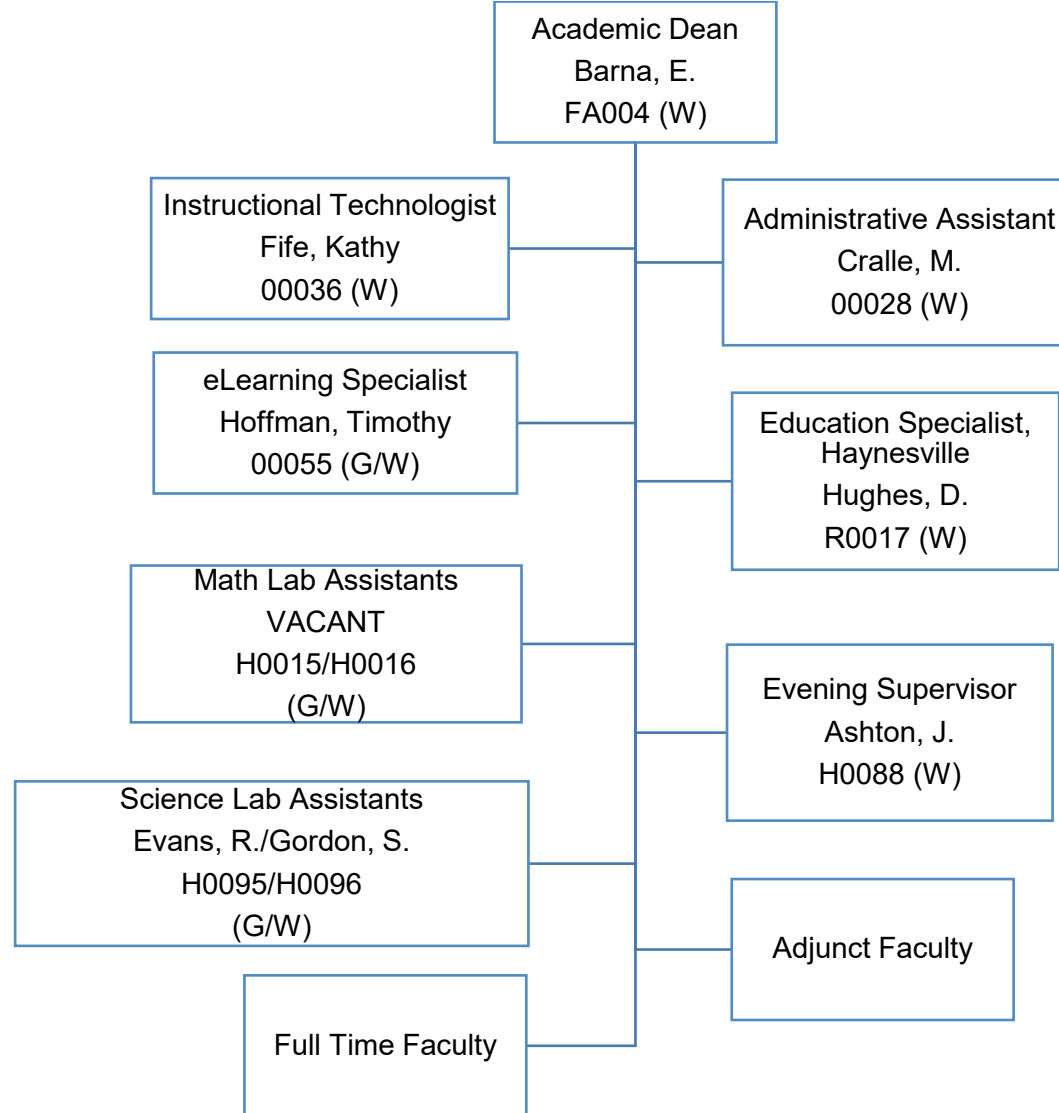 Academic Dean
Barna, E.
FA004 (W)
Instructional Technologist
Fife, Kathy
00036 (W)
Administrative Assistant
Cralle, M.
00028 (W)
eLearning Specialist
Hoffman, Timothy
00055 (G/W)
Education Specialist,
Haynesville
Hughes, D.
R0017 (W)
Math Lab Assistants
VACANT
H0015/H0016
(G/W)
Evening Supervisor
Ashton, J.
H0088 (W)
Science Lab Assistants
Evans, R./Gordon, S.
H0095/H0096
(G/W)
Adjunct Faculty
Full Time Faculty